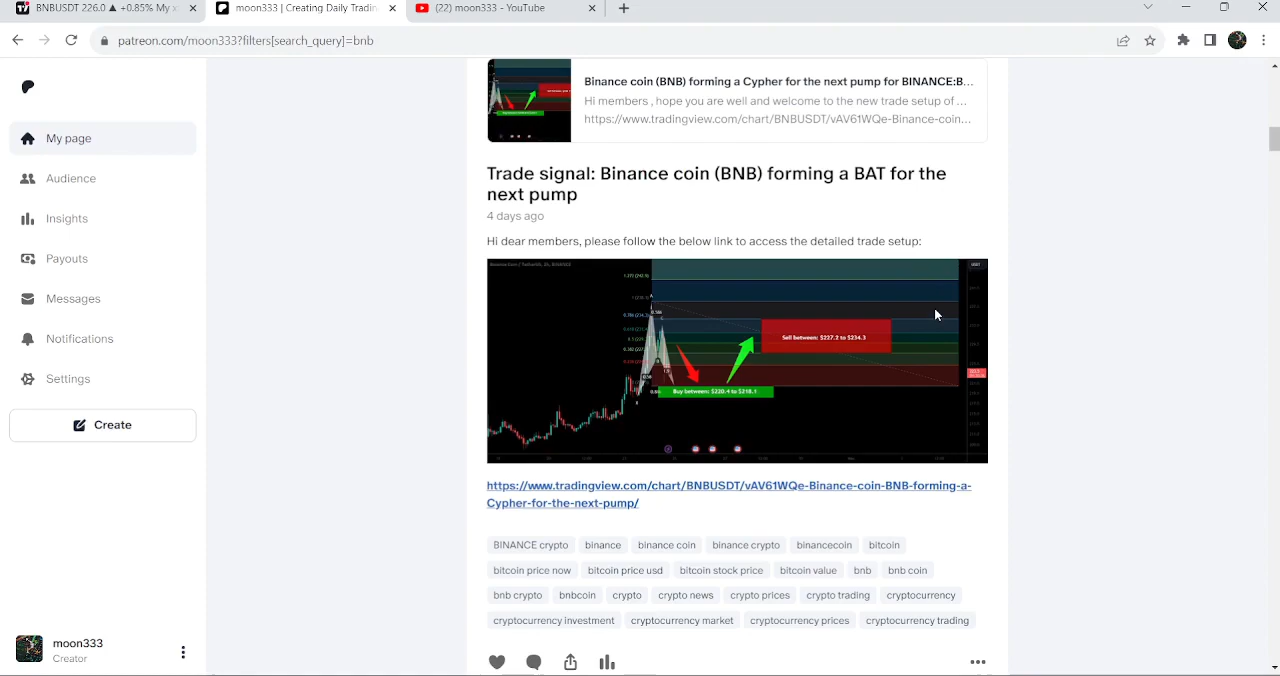 BNBUSDT 226.0 ▲ +0.85% My
moon333 | Creating Daily Tradin
(22) moon333 - YouTube
patreon.com/moon333?filters[search_query]=bnb
My page
Audience
Insights
Payouts
Messages
Notifications
Settings
Create
moon333
Creator
Binance coin (BNB) forming a Cypher for the next pump for BINANCE:B...
Hi members , hope you are well and welcome to the new trade setup of ...
https://www.tradingview.com/chart/BNBUSDT/vAV61WQe-Binance-coin...
Trade signal: Binance coin (BNB) forming a BAT for the
next pump
4 days ago
Hi dear members, please follow the below link to access the detailed trade setup:
Sell between: $227.2 to $234.3
Buy between: $220.4 to $218.1
https://www.tradingview.com/chart/BNBUSDT/vAV61WQe-Binance-coin-BNB-forming-a-
Cypher-for-the-next-pump/
BINANCE crypto binance binance coin binance crypto binancecoin bitcoin
bitcoin price now bitcoin price usd bitcoin stock price bitcoin value bnb bnb coin
bnb crypto bnbcoin crypto crypto news crypto prices crypto trading cryptocurrency
cryptocurrency investment cryptocurrency market cryptocurrency prices cryptocurrency trading